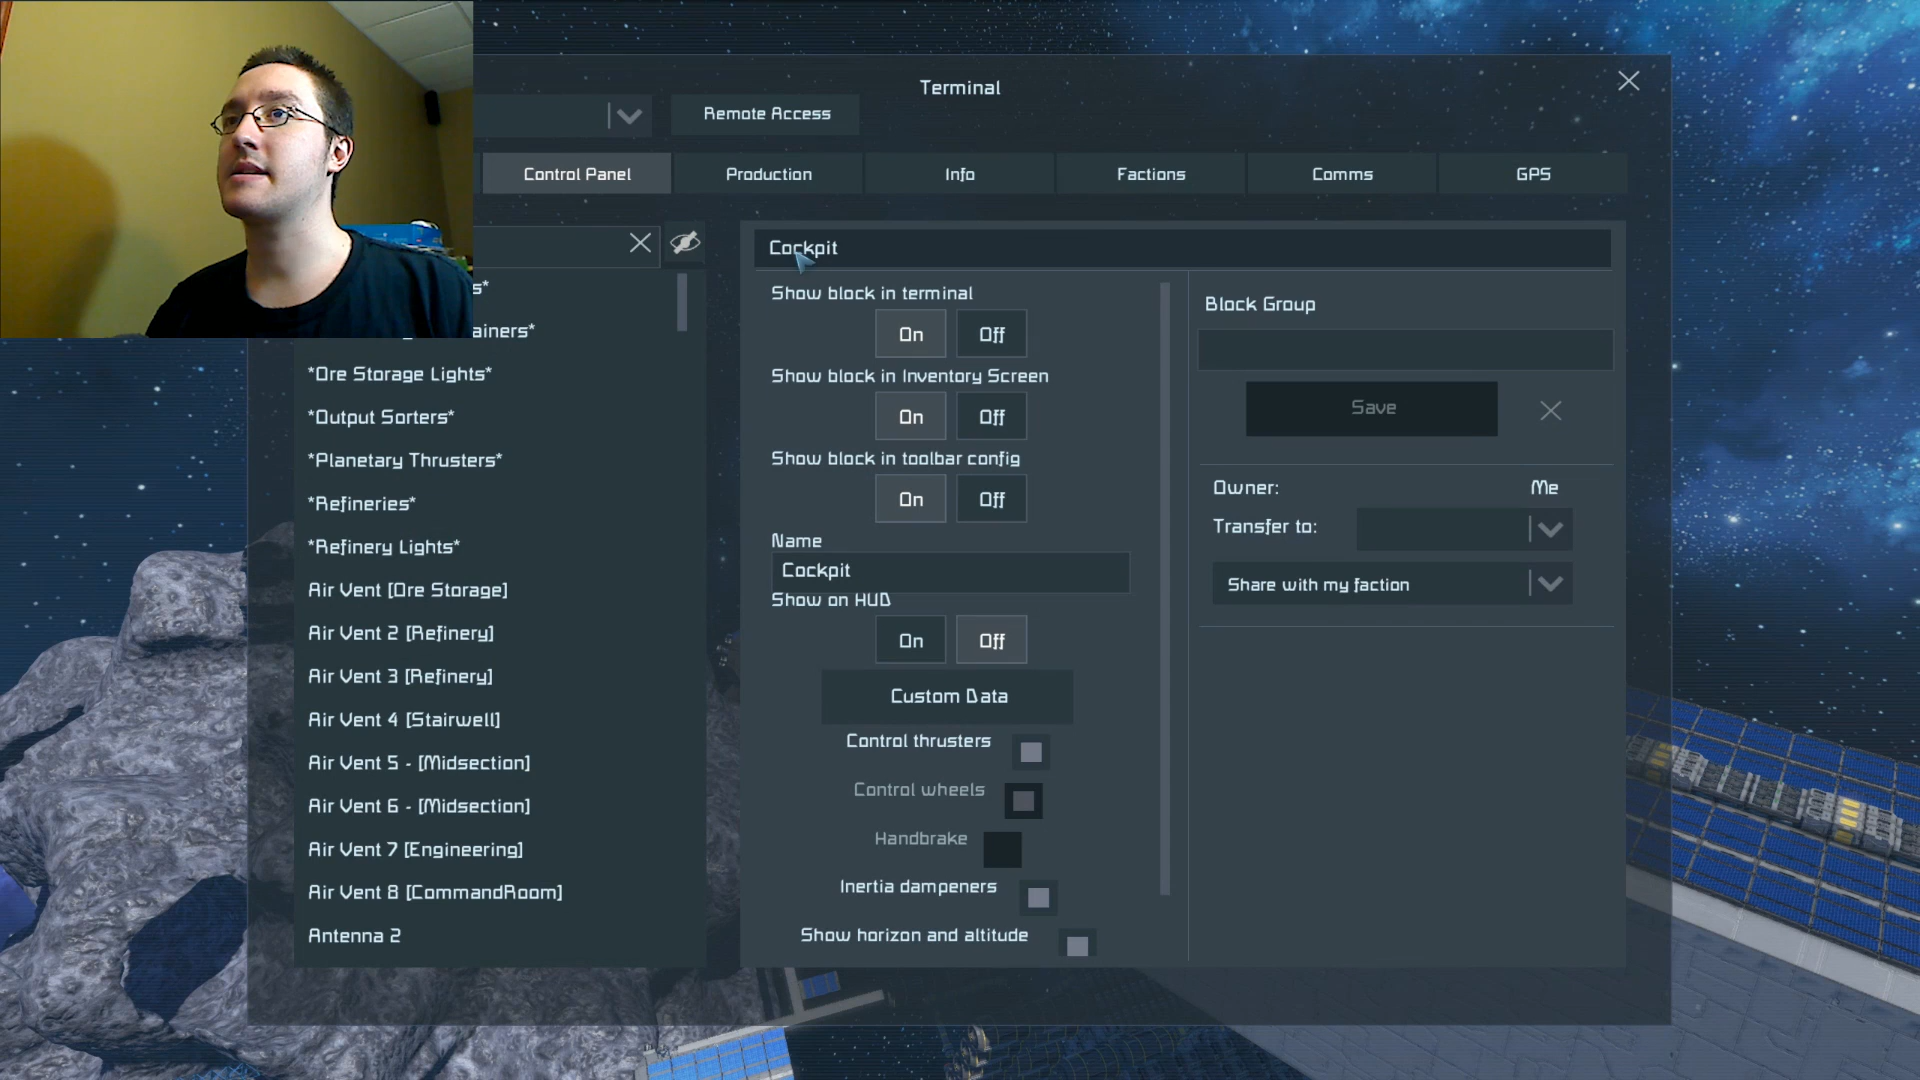 Terminal
Remote Access
Control Panel
Production
Info
Factions
Comms
GPS
s*
ainers*
*Ore Storage Lights*
*Output Sorters*
*Planetary Thrusters*
*Refineries*
*Refinery Lights*
Air Vent [Ore Storage]
Air Vent 2 [Refinery]
Air Vent 3 [Refinery]
Air Vent 4 [Stairwell]
Air Vent 5 - [Midsection]
Air Vent 6 - [Midsection]
Air Vent 7 [Engineering]
Air Vent 8 [CommandRoom]
Antenna 2
Cockpit
Show block in terminal
On Off
Show block in Inventory Screen
On Off
Show block in toolbar config
On Off
Name
Cockpit
Show on HUD
On Off
Custom Data
Control thrusters
Control wheels
Handbrake
Inertia dampeners
Show horizon and altitude
Block Group
Save
Owner: Me
Transfer to:
Share with my faction